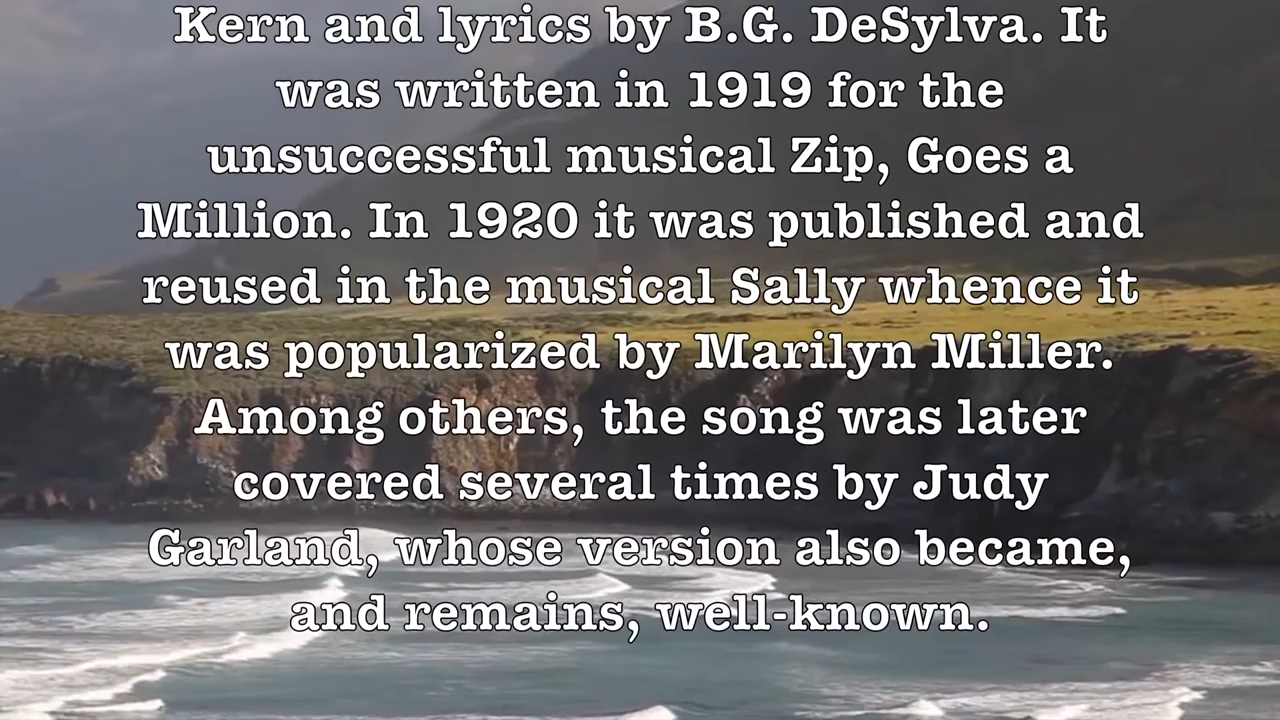 Kern and lyrics by B.G. DeSylva. It
was written in 1919 for the
unsuccessful musical Zip, Goes a
Million. In 1920 it was published and
reused in the musical Sally whence it
was popularized by Marilyn Miller.
Among others, the song was later
covered several times by Judy
Garland, whose version also became,
and remains, well-known.